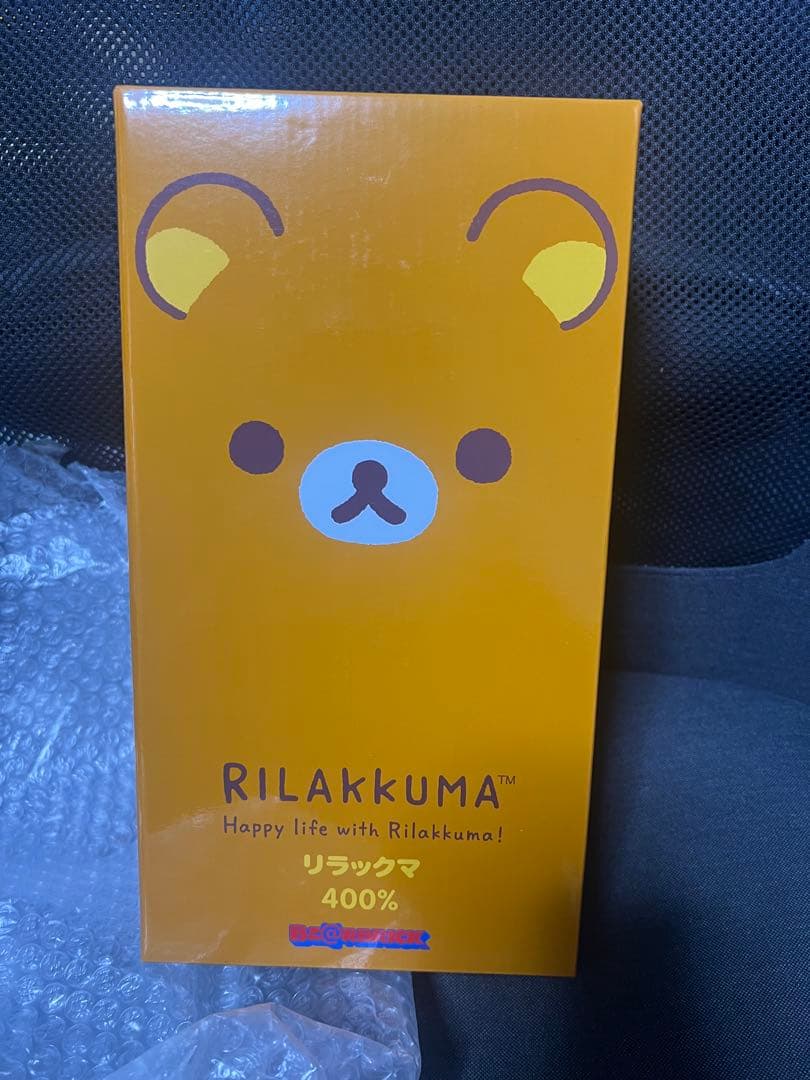 RILAKKUMA™
Happy life with Rilakkuma!
リラックマ
400%
BE@RBRICK